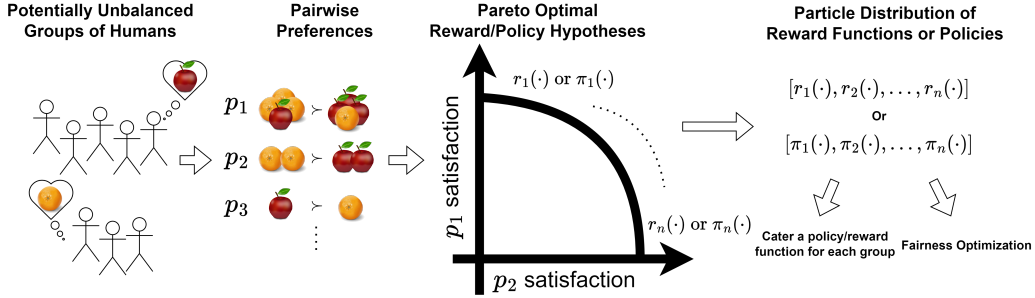 Potentially Unbalanced
Groups of Humans
Pairwise
Preferences
p₁ ≻
p₂ ≻
p₃ ≻
⋮
Pareto Optimal
Reward/Policy Hypotheses
r₁(·) or π₁(·)
rₙ(·) or πₙ(·)
p₁ satisfaction
p₂ satisfaction
Particle Distribution of
Reward Functions or Policies
[r₁(·), r₂(·), . . . , rₙ(·)]
Or
[π₁(·), π₂(·), . . . , πₙ(·)]
Cater a policy/reward
function for each group
Fairness Optimization